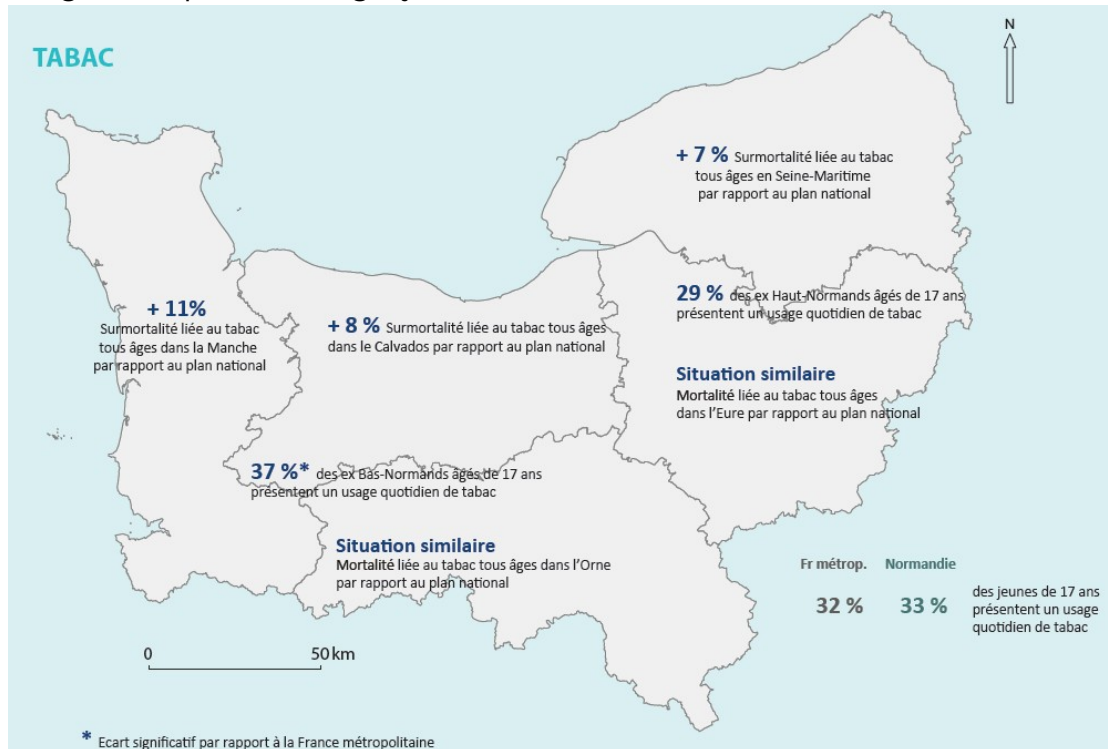 TABAC
N
+ 7 % Surmortalité liée au tabac
tous âges en Seine-Maritime
par rapport au plan national
+ 11%
Surmortalité liée au tabac
tous âges dans la Manche
par rapport au plan national
+ 8 % Surmortalité liée au tabac tous âges
dans le Calvados par rapport au plan national
29 % des ex Haut-Normands âgés de 17 ans
présentent un usage quotidien de tabac
Situation similaire
Mortalité liée au tabac tous âges
dans l'Eure par rapport au plan national
37 %* des ex Bas-Normands âgés de 17 ans
présentent un usage quotidien de tabac
Situation similaire
Mortalité liée au tabac tous âges dans l'Orne
par rapport au plan national
Fr métrop. Normandie
32 % 33 %
des jeunes de 17 ans
présentent un usage
quotidien de tabac
0 50 km
* Ecart significatif par rapport à la France métropolitaine